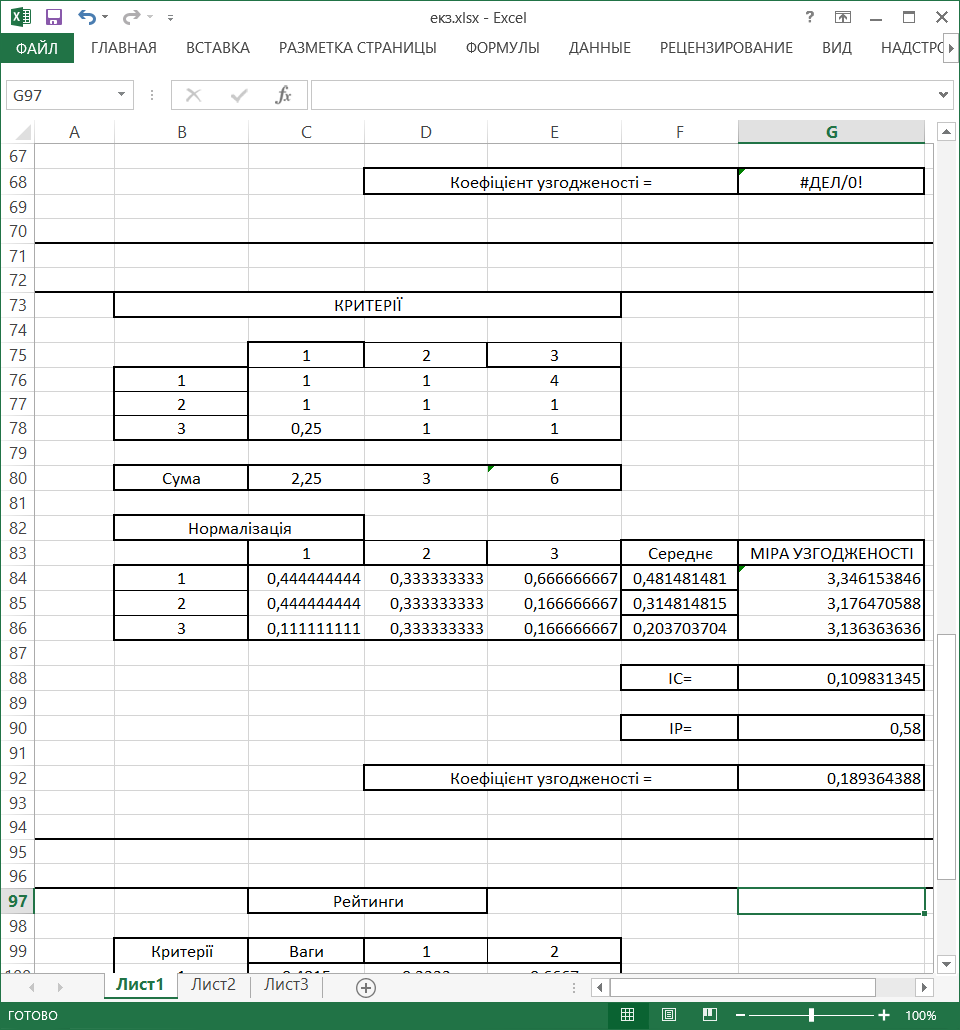 екз.xlsx - Excel
ФАЙЛ ГЛАВНАЯ ВСТАВКА РАЗМЕТКА СТРАНИЦЫ ФОРМУЛЫ ДАННЫЕ РЕЦЕНЗИРОВАНИЕ ВИД НАДСТРО
G97 fx
A B C D E F G
67
68 Коефіцієнт узгодженості = #ДЕЛ/0!
69
70
71
72
73 КРИТЕРІЇ
74
75 1 2 3
76 1 1 1 4
77 2 1 1 1
78 3 0,25 1 1
79
80 Сума 2,25 3 6
81
82 Нормалізація
83 1 2 3 Середнє МІРА УЗГОДЖЕНОСТІ
84 1 0,444444444 0,333333333 0,666666667 0,481481481 3,346153846
85 2 0,444444444 0,333333333 0,166666667 0,314814815 3,176470588
86 3 0,111111111 0,333333333 0,166666667 0,203703704 3,136363636
87
88 ІС= 0,109831345
89
90 ІР= 0,58
91
92 Коефіцієнт узгодженості = 0,189364388
93
94
95
96
97 Рейтинги
98
99 Критерії Ваги 1 2
Лист1 Лист2 Лист3
ГОТОВО 100%